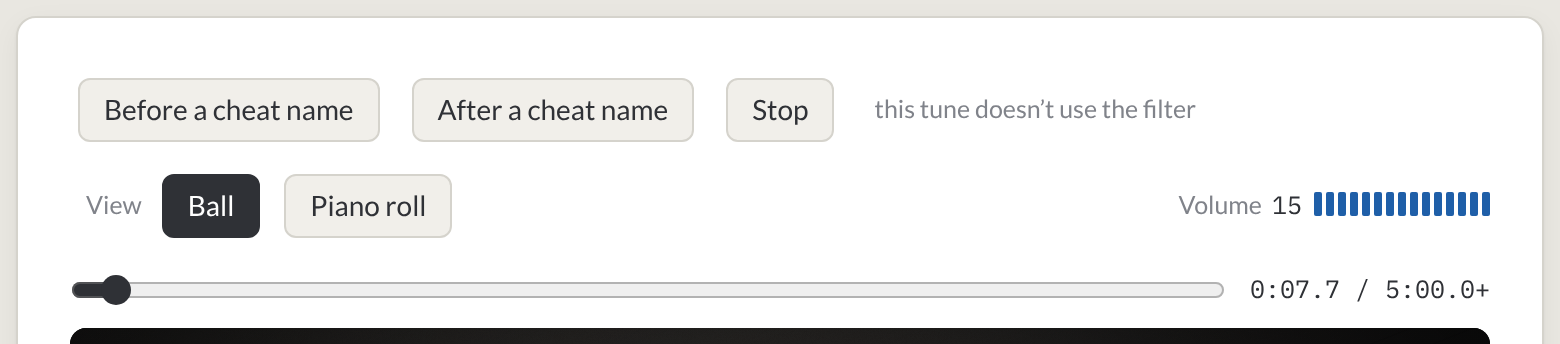 Before a cheat name After a cheat name Stop this tune doesn’t use the filter
View Ball Piano roll Volume 15
0:07.7 / 5:00.0+